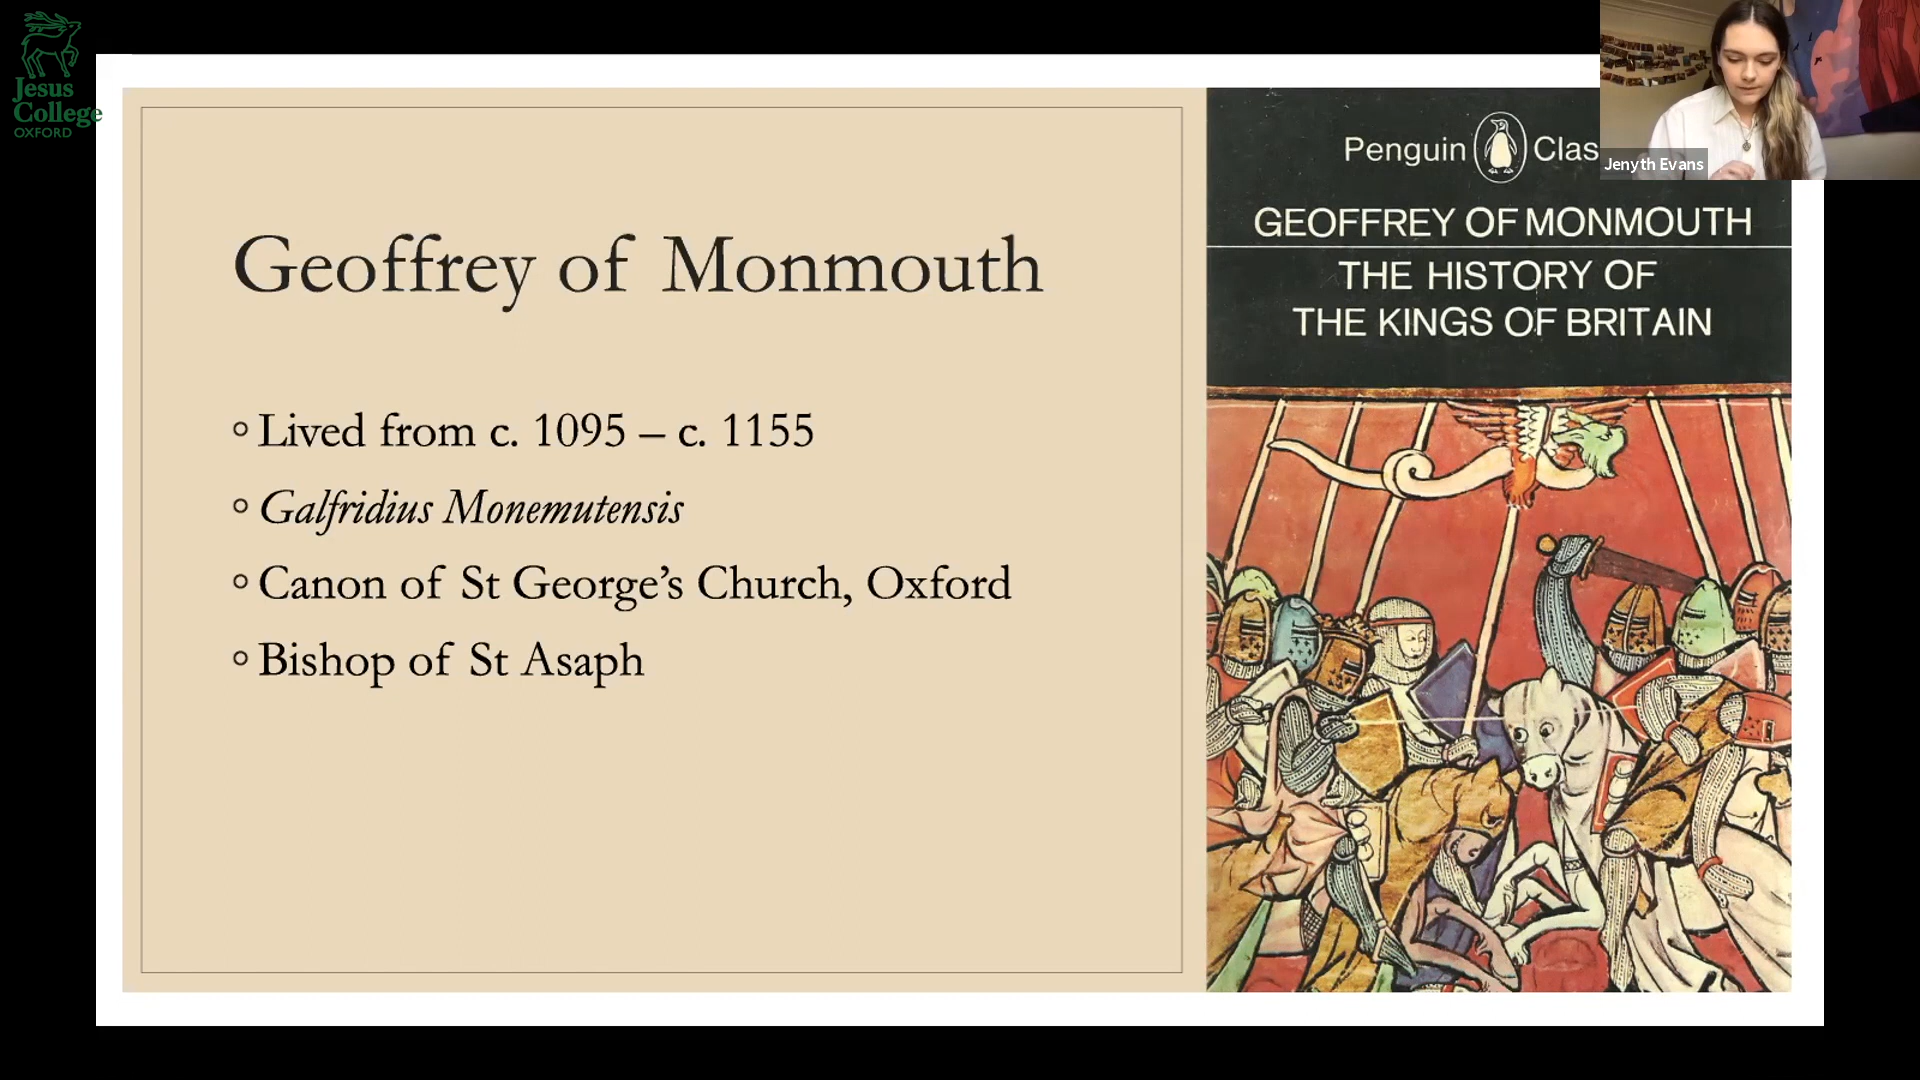 Jesus
College
OXFORD
Geoffrey of Monmouth
Lived from c. 1095 – c. 1155
Galfridius Monemutensis
Canon of St George’s Church, Oxford
Bishop of St Asaph
Penguin Clas
GEOFFREY OF MONMOUTH
THE HISTORY OF
THE KINGS OF BRITAIN
Jenyth Evans